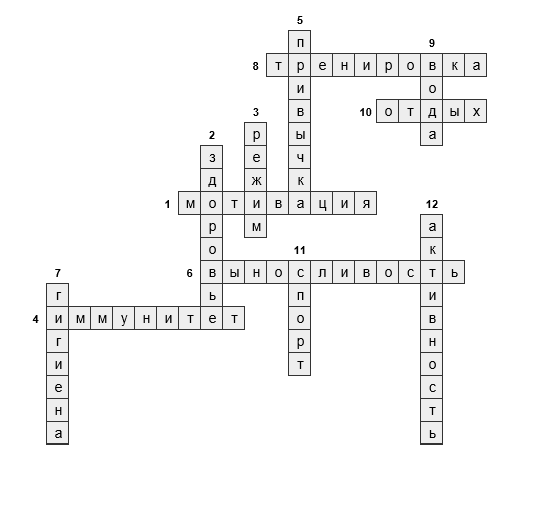 5 привычка
9 вода
8 тренировка
10 отдых
3 режим
2 здоровье
1 мотивация
12 активность
11 спорт
6 выносливость
7 гигиена
4 иммунитет